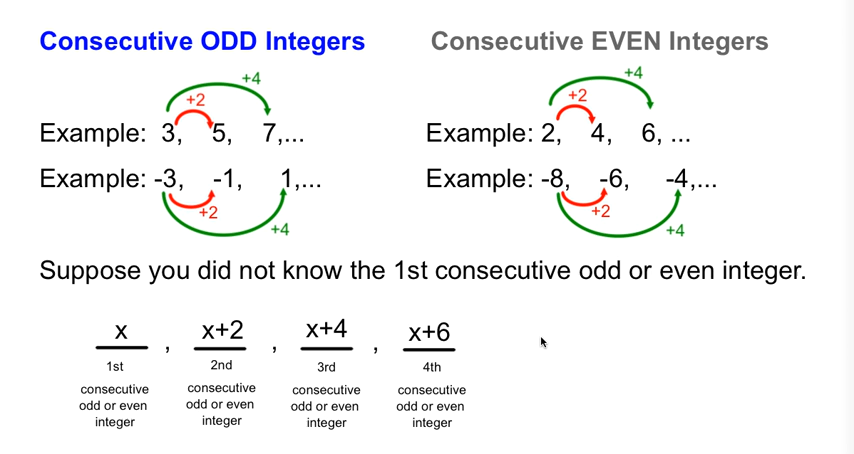 Consecutive ODD Integers
Consecutive EVEN Integers
+4
+2
Example: 3, 5, 7,...
Example: -3, -1, 1,...
+2
+4
+4
+2
Example: 2, 4, 6, ...
Example: -8, -6, -4,...
+2
+4
Suppose you did not know the 1st consecutive odd or even integer.
x , x+2 , x+4 , x+6
1st 2nd 3rd 4th
consecutive consecutive consecutive consecutive
odd or even odd or even odd or even odd or even
integer integer integer integer